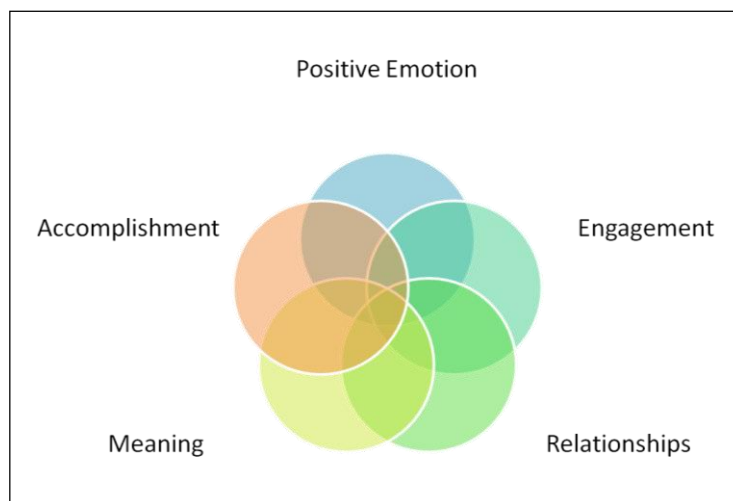 Positive Emotion
Accomplishment
Engagement
Meaning
Relationships